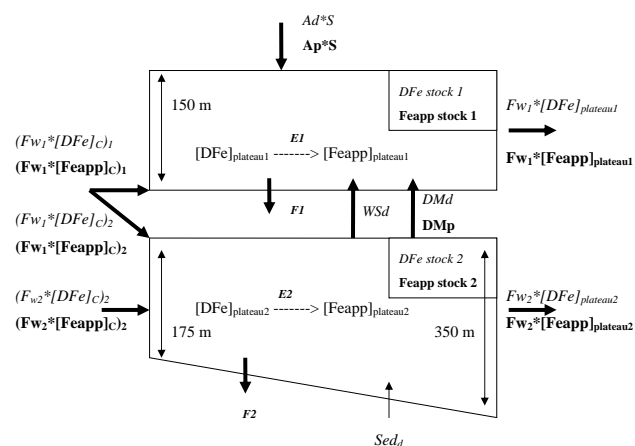 Ad*S
Ap*S
150 m
DFe stock 1
Feapp stock 1
Fw1*[DFe]plateau1
Fw1*[Feapp]plateau1
E1
[DFe]plateau1 -------> [Feapp]plateau1
(Fw1*[DFe]C)1
(Fw1*[Feapp]C)1
F1
WSd
DMd
DMp
(Fw1*[DFe]C)2
(Fw1*[Feapp]C)2
DFe stock 2
Feapp stock 2
(Fw2*[DFe]C)2
(Fw2*[Feapp]C)2
E2
[DFe]plateau2 -------> [Feapp]plateau2
175 m
350 m
Fw2*[DFe]plateau2
Fw2*[Feapp]plateau2
F2
Sedd